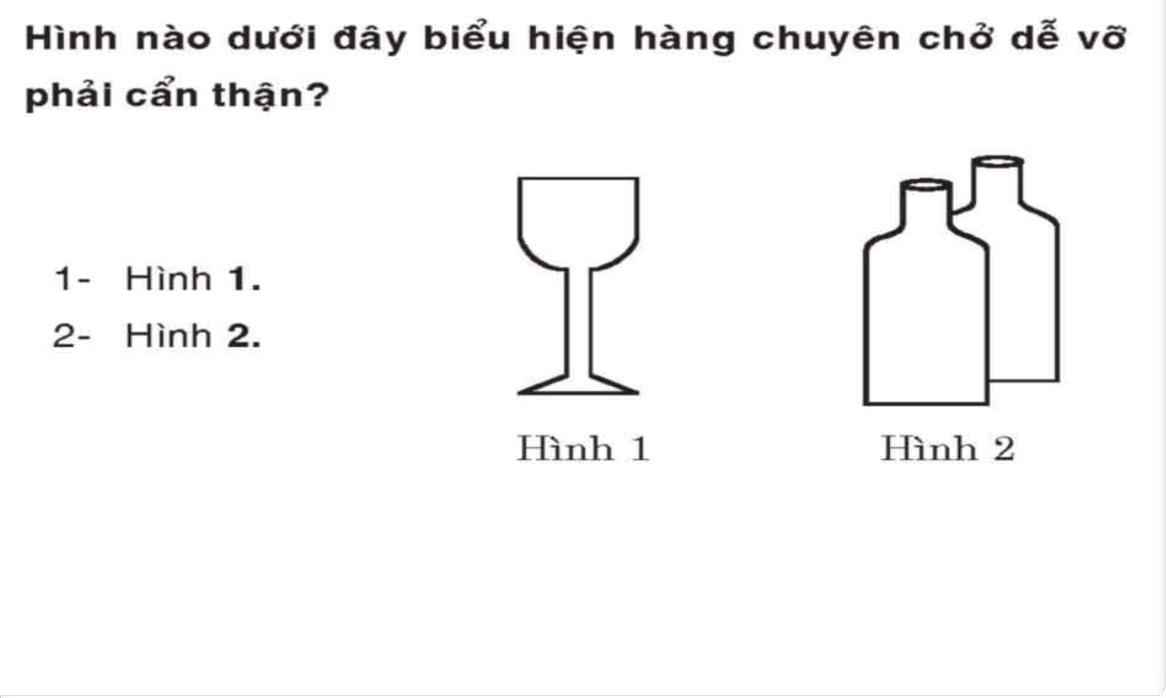 Hình nào dưới đây biểu hiện hàng chuyên chở dễ vỡ
phải cẩn thận?
1- Hình 1.
2- Hình 2.
Hình 1
Hình 2